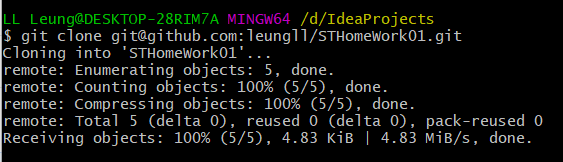 LL Leung@DESKTOP-28RIM7A MINGW64 /d/IdeaProjects
$ git clone git@github.com:leungll/STHomeWork01.git
Cloning into 'STHomeWork01'...
remote: Enumerating objects: 5, done.
remote: Counting objects: 100% (5/5), done.
remote: Compressing objects: 100% (5/5), done.
remote: Total 5 (delta 0), reused 0 (delta 0), pack-reused 0
Receiving objects: 100% (5/5), 4.83 KiB | 4.83 MiB/s, done.